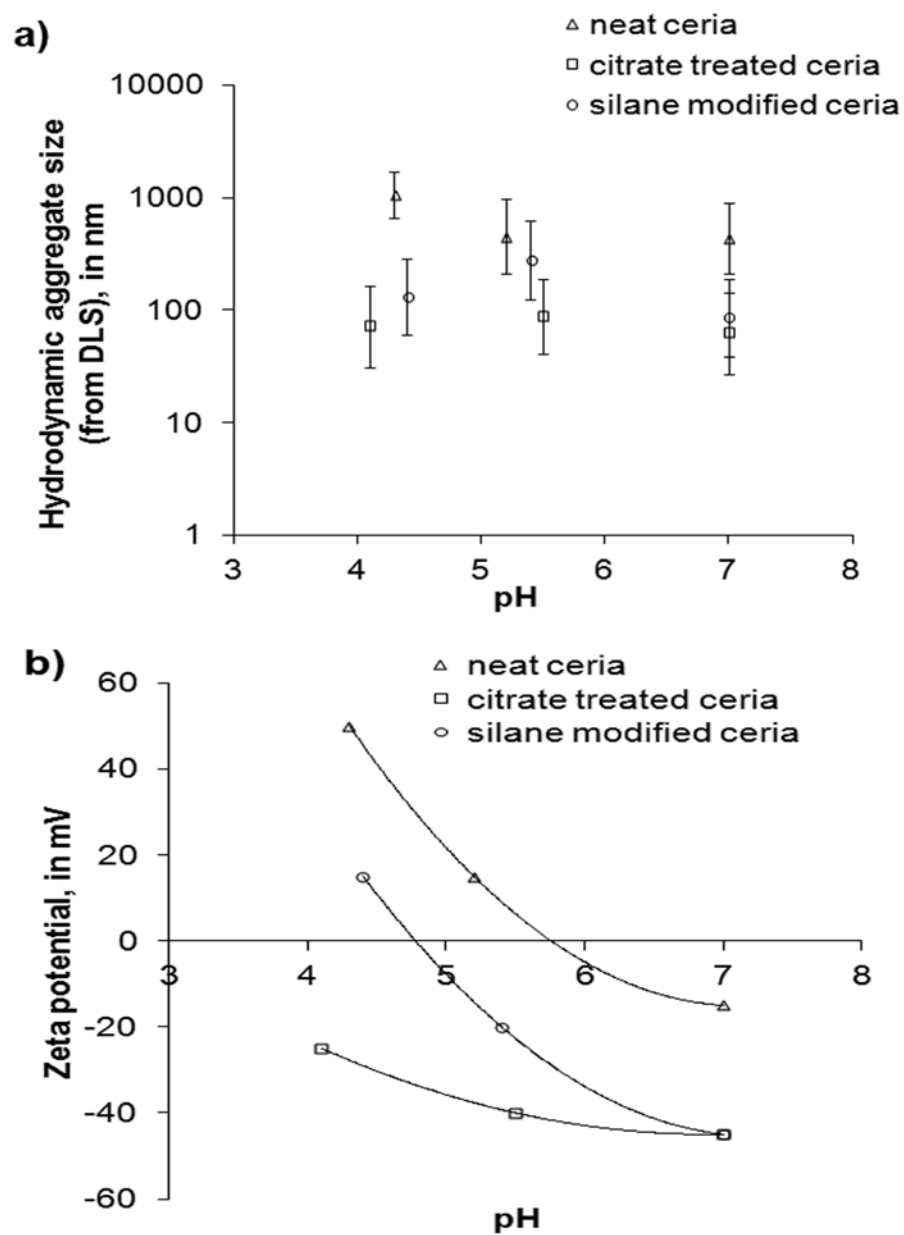 a)
neat ceria
citrate treated ceria
silane modified ceria
Hydrodynamic aggregate size
(from DLS), in nm
10000
1000
100
10
1
3 4 5 6 7 8
pH
b)
neat ceria
citrate treated ceria
silane modified ceria
Zeta potential, in mV
60
40
20
0
3 4 5 6 7 8
-20
-40
-60
pH